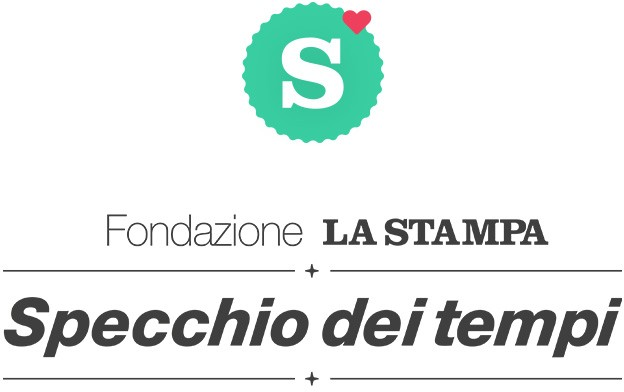 S
Fondazione LA STAMPA
Specchio dei tempi